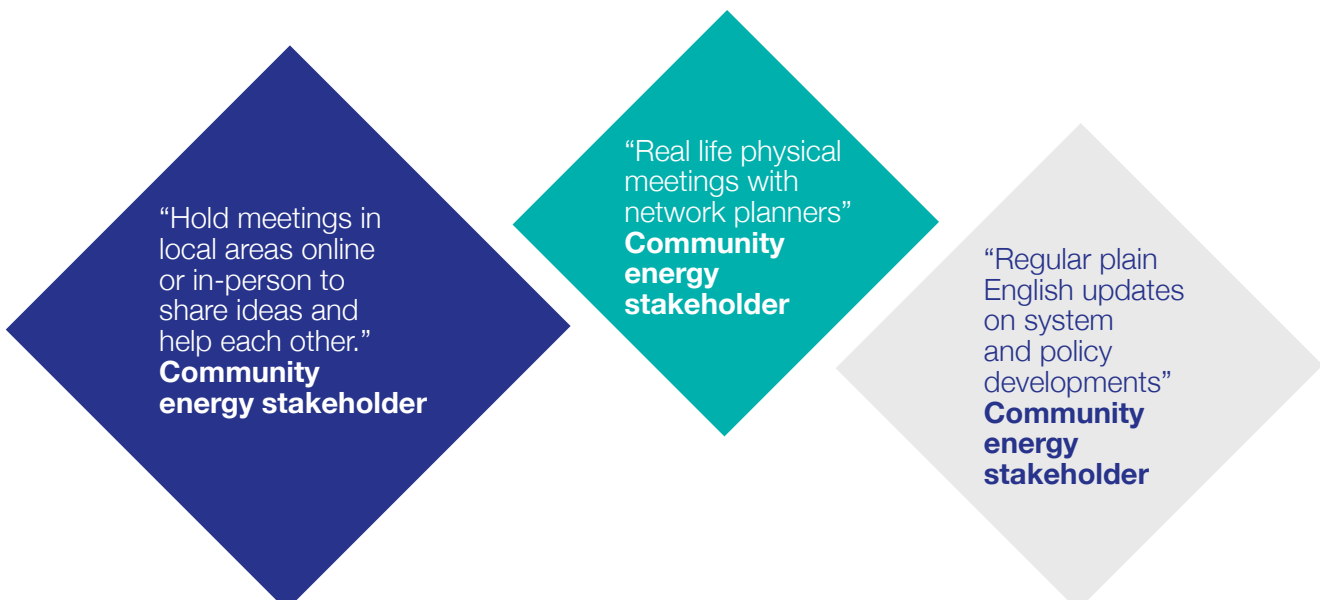 “Hold meetings in
local areas online
or in-person to
share ideas and
help each other.”
Community
energy stakeholder
“Real life physical
meetings with
network planners”
Community
energy
stakeholder
“Regular plain
English updates
on system
and policy
developments”
Community
energy
stakeholder